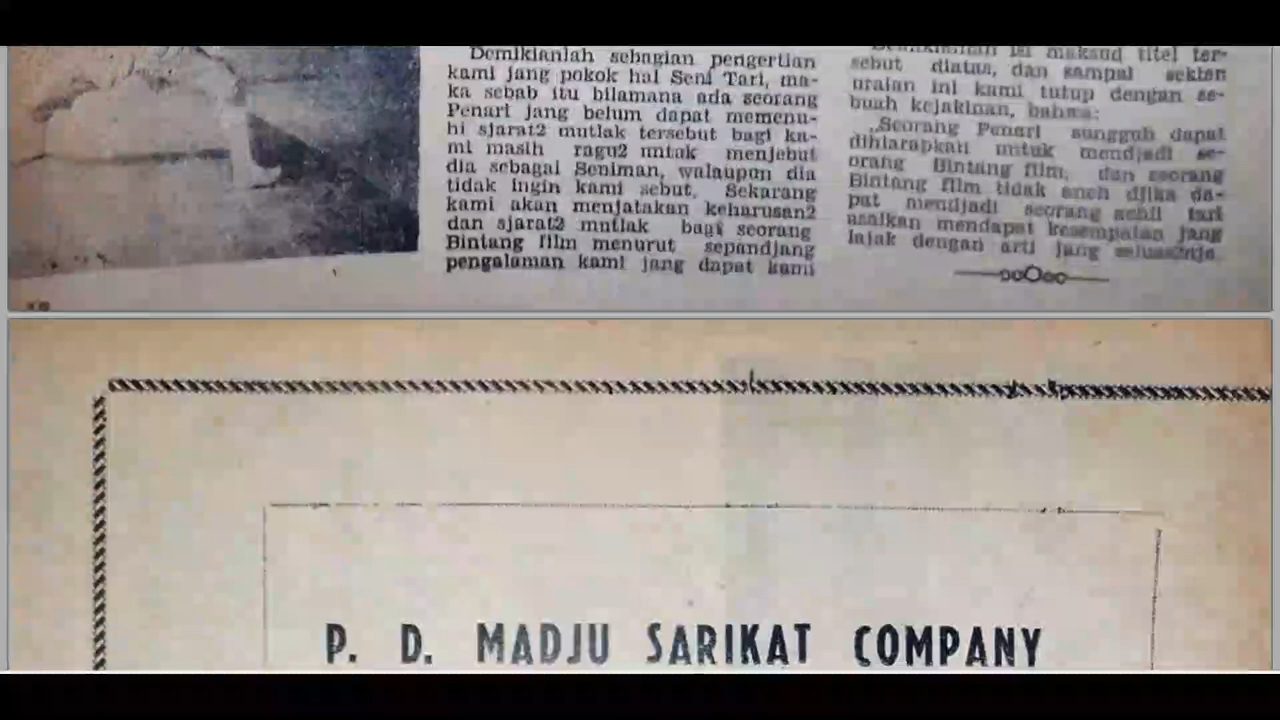 Demikianlah sebagian pengertian
kami jang pokok hal Seni Tari, ma-
ka sebab itu bilamana ada seorang
Penari jang belum dapat memenu-
hi sjarat2 mutlak tersebut bagi ka-
mi masih ragu2 untuk menjebut
dia sebagai Seniman, walaupun dia
tidak ingin kami sebut. Sekarang
kami akan menjatakan keharusan2
dan sjarat2 mutlak bagi seorang
Bintang film menurut sepandjang
pengalaman kami jang dapat kami
ini maksud titel ter-
sebut diatas, dan sampai sekian
uraian ini kami tutup dengan se-
buah kejakinan, bahwa:
„Seorang Penari sungguh dapat
diharapkan untuk mendjadi se-
orang Bintang film, dan seorang
Bintang film tidak aneh djika da-
pat mendjadi seorang achli tari
asalkan mendapat kesempatan jang
lajak dengan arti jang
P. D. MADJU SARIKAT COMPANY